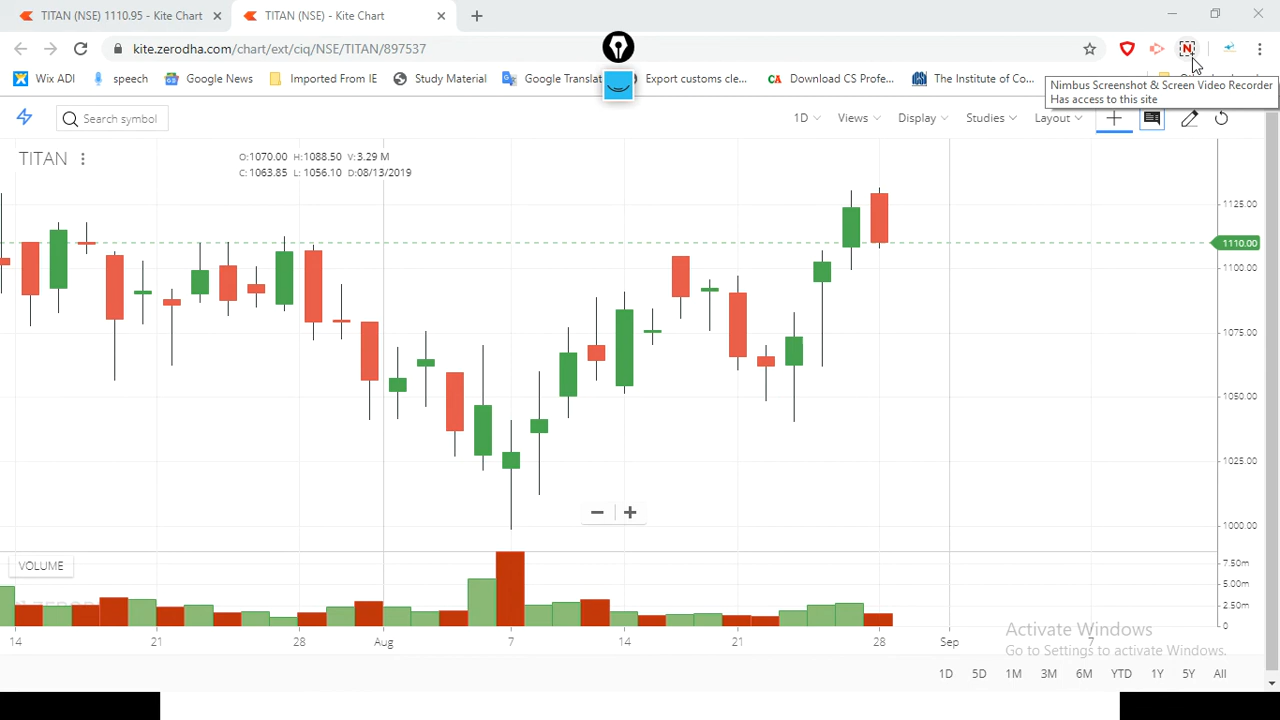 TITAN (NSE) 1110.95 - Kite Chart
TITAN (NSE) - Kite Chart
kite.zerodha.com/chart/ext/ciq/NSE/TITAN/897537
Wix ADI
speech
Google News
Imported From IE
Study Material
Google Translat
Export customs cle...
CA Download CS Profe...
The Institute of Co...
Nimbus Screenshot & Screen Video Recorder
Has access to this site
Search symbol
1D
Views
Display
Studies
Layout
TITAN
O:1070.00 H:1088.50 V:3.29 M
C:1063.85 L: 1056.10 D:08/13/2019
1125.00
1110.00
1100.00
1075.00
1050.00
1025.00
1000.00
VOLUME
7.50m
5.00m
2.50m
0
14 21 28 Aug 7 14 21 28 Sep 7
Activate Windows
Go to Settings to activate Windows.
1D 5D 1M 3M 6M YTD 1Y 5Y All